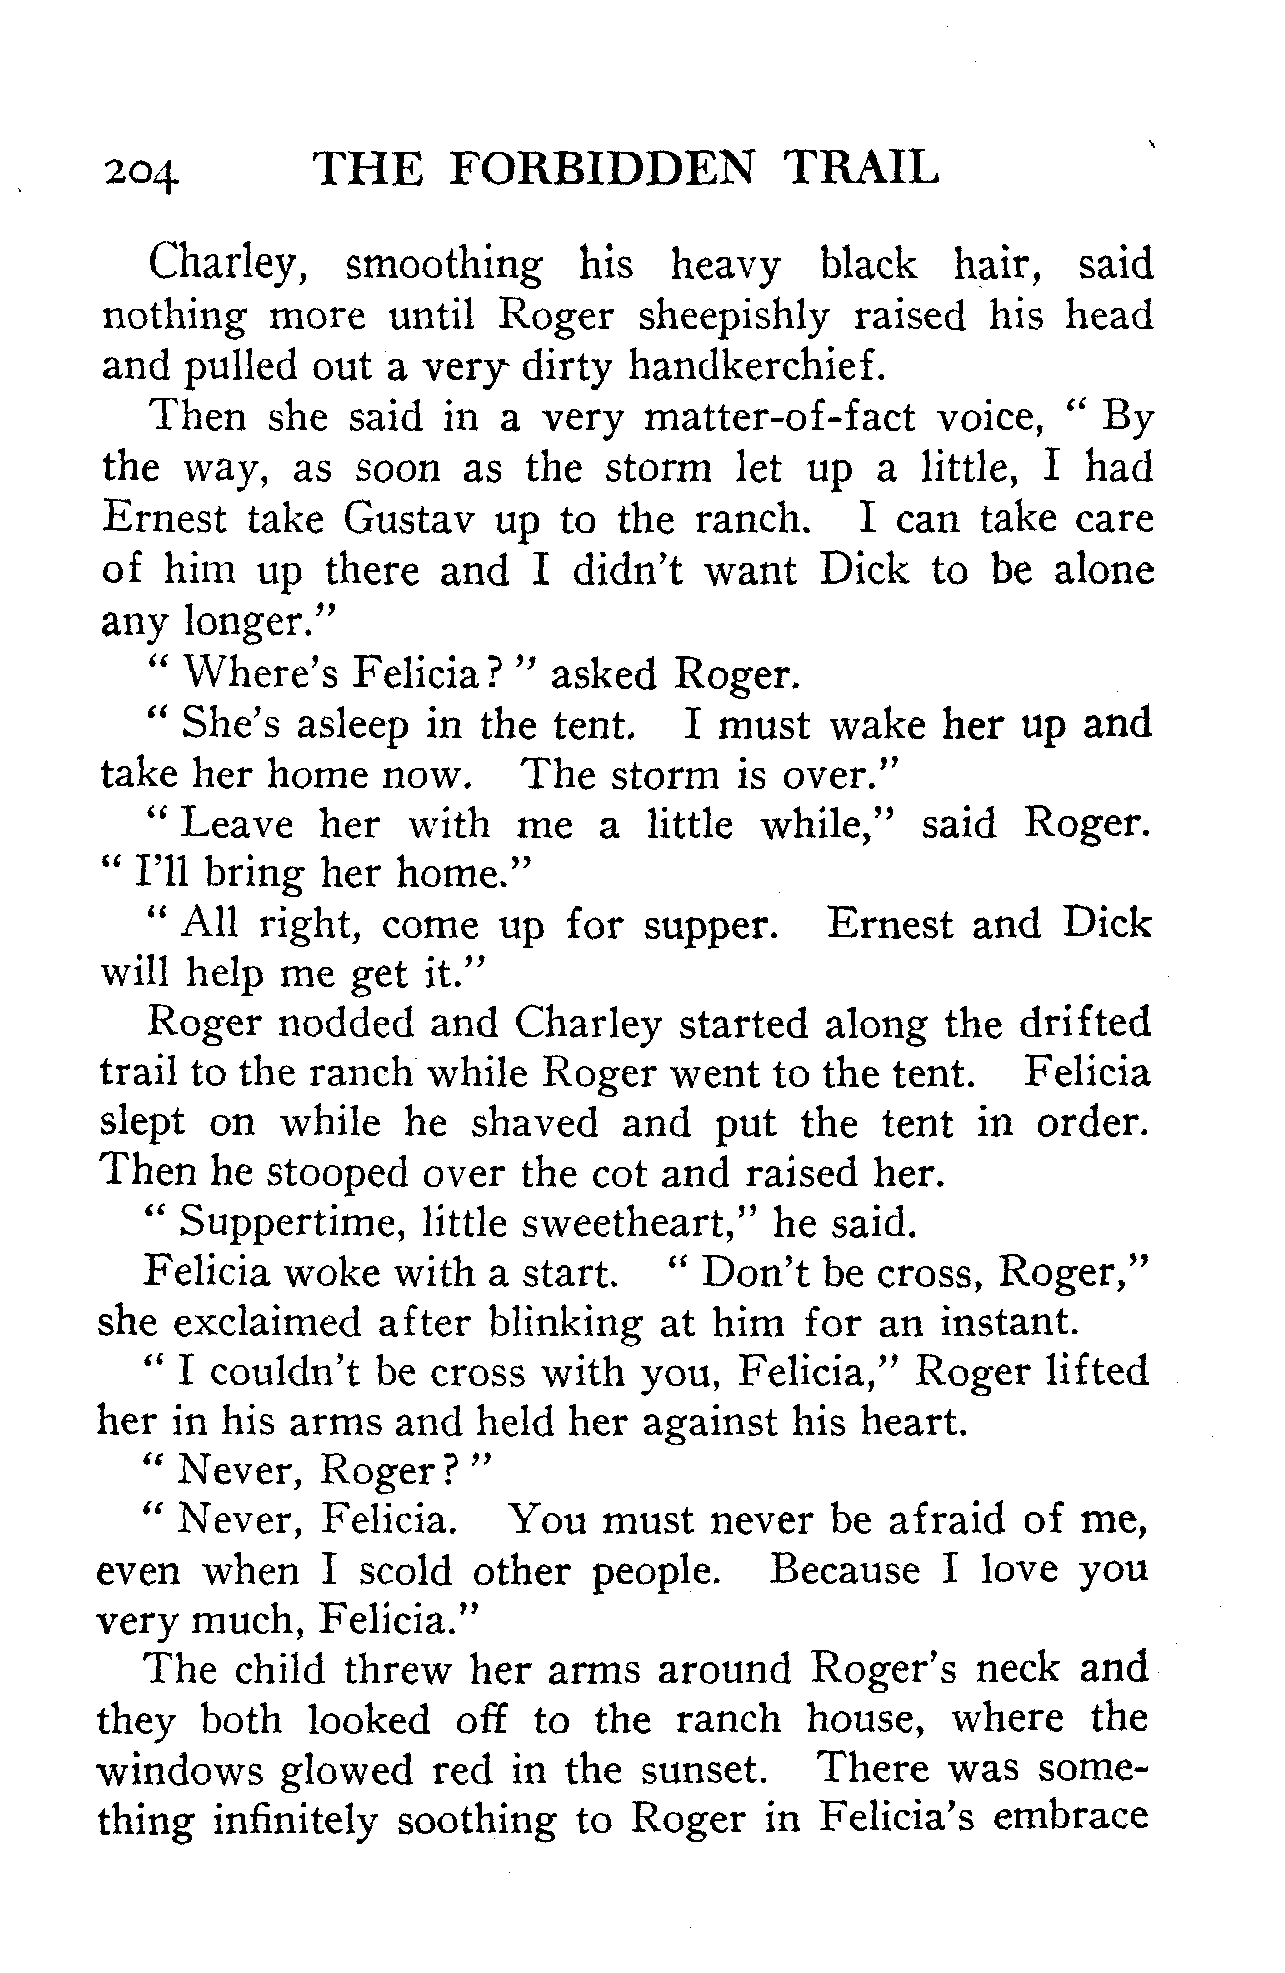 204 THE FORBIDDEN TRAIL
Charley, smoothing his heavy black hair, said
nothing more until Roger sheepishly raised his head
and pulled out a very dirty handkerchief.
Then she said in a very matter-of-fact voice, “ By
the way, as soon as the storm let up a little, I had
Ernest take Gustav up to the ranch. I can take care
of him up there and I didn't want Dick to be alone
any longer.”
“ Where's Felicia? ” asked Roger.
“ She's asleep in the tent. I must wake her up and
take her home now. The storm is over.”
“ Leave her with me a little while,” said Roger.
“ I'll bring her home.”
“ All right, come up for supper. Ernest and Dick
will help me get it.”
Roger nodded and Charley started along the drifted
trail to the ranch while Roger went to the tent. Felicia
slept on while he shaved and put the tent in order.
Then he stooped over the cot and raised her.
“ Suppertime, little sweetheart,” he said.
Felicia woke with a start. “ Don't be cross, Roger,”
she exclaimed after blinking at him for an instant.
“ I couldn't be cross with you, Felicia,” Roger lifted
her in his arms and held her against his heart.
“ Never, Roger? ”
“ Never, Felicia. You must never be afraid of me,
even when I scold other people. Because I love you
very much, Felicia.”
The child threw her arms around Roger's neck and
they both looked off to the ranch house, where the
windows glowed red in the sunset. There was some-
thing infinitely soothing to Roger in Felicia's embrace